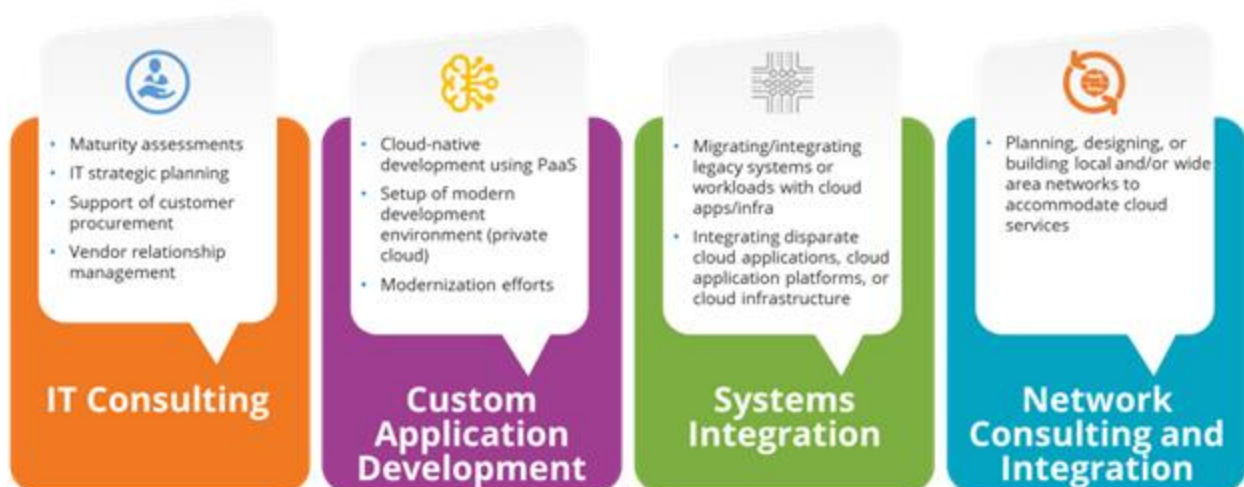 Maturity assessments
IT strategic planning
Support of customer
procurement
Vendor relationship
management
IT Consulting
Cloud-native
development using PaaS
Setup of modern
development
environment (private
cloud)
Modernization efforts
Custom
Application
Development
Migrating/integrating
legacy systems or
workloads with cloud
apps/infra
Integrating disparate
cloud applications, cloud
application platforms, or
cloud infrastructure
Systems
Integration
Planning, designing, or
building local and/or wide
area networks to
accommodate cloud
services
Network
Consulting and
Integration